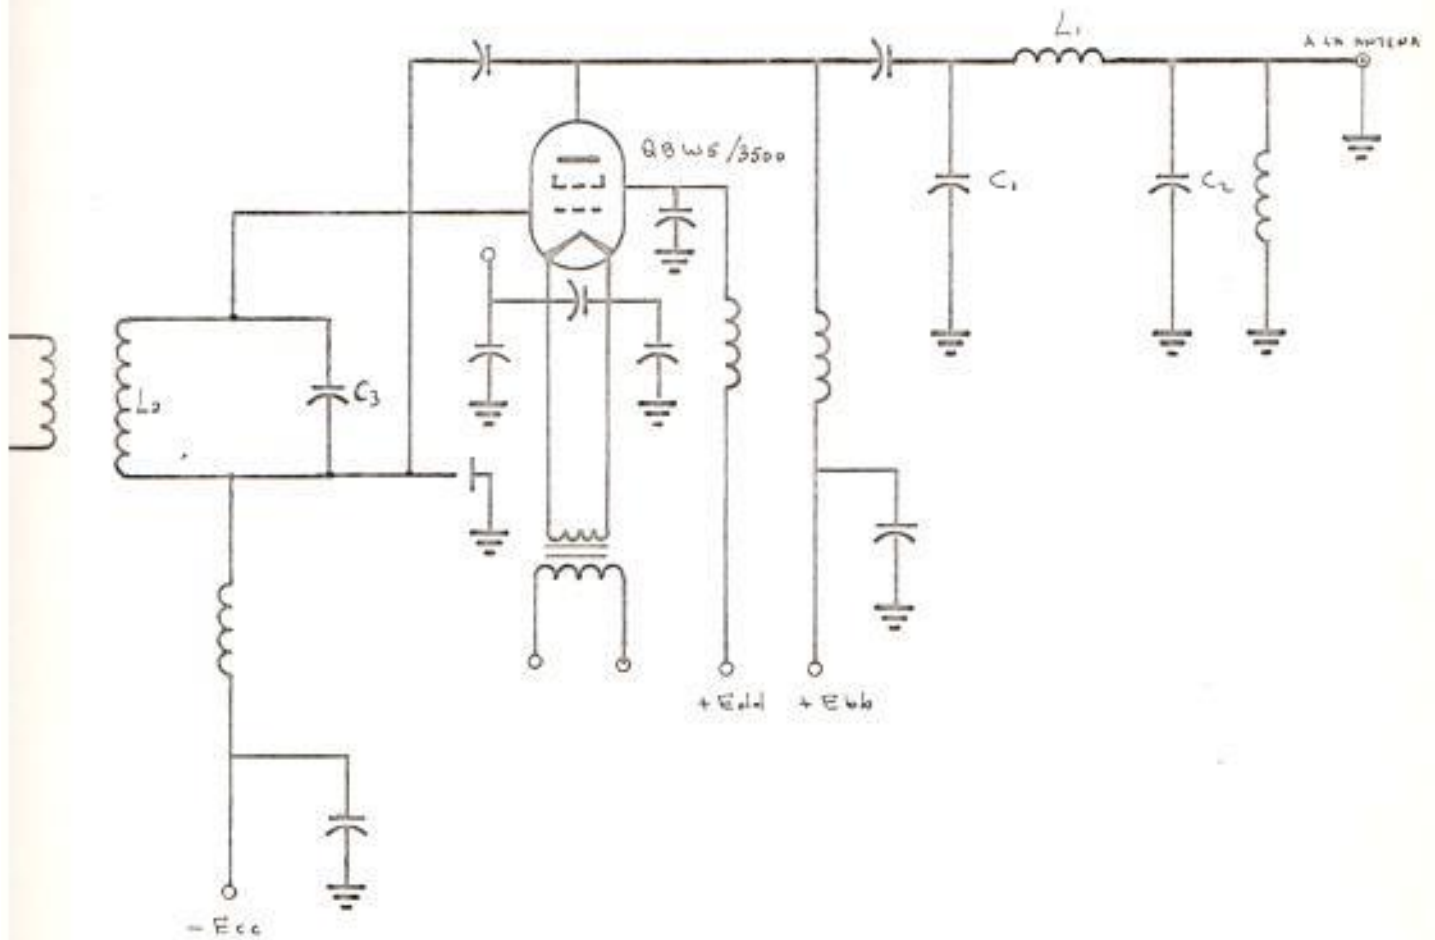 L1
A LA ANTENA
QBW5/3500
C1
C2
L2
C3
+Edd
+Ebb
-Ecc